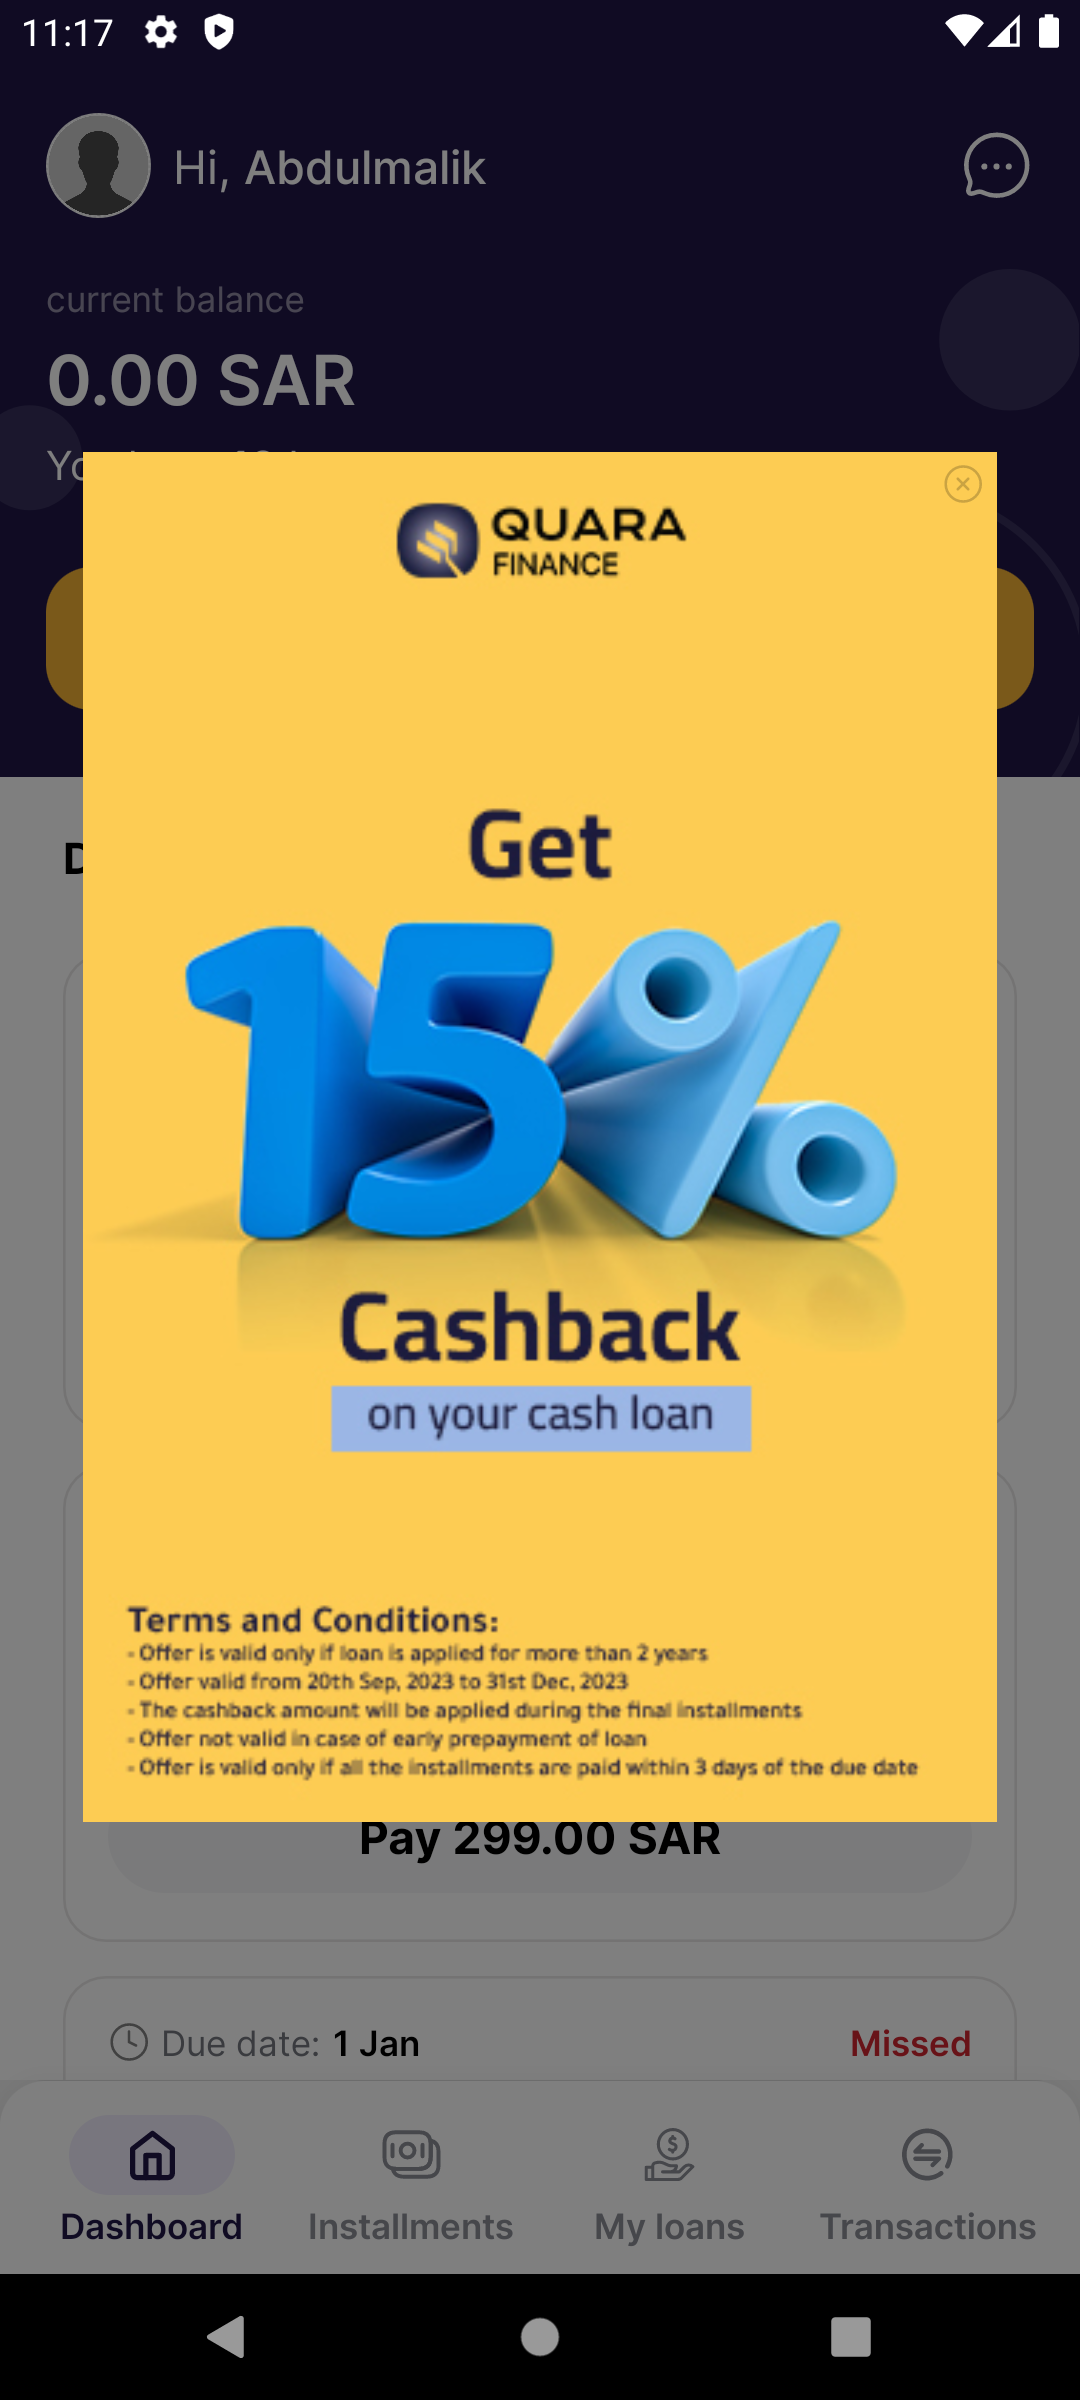 11:17
Hi, Abdulmalik
current balance
0.00 SAR
QUARA
FINANCE
Get
15%
Cashback
on your cash loan
Terms and Conditions:
- Offer is valid only if loan is applied for more than 2 years
- Offer valid from 20th Sep, 2023 to 31st Dec, 2023
- The cashback amount will be applied during the final installments
- Offer not valid in case of early prepayment of loan
- Offer is valid only if all the installments are paid within 3 days of the due date
Pay 299.00 SAR
Due date: 1 Jan
Missed
Dashboard
Installments
My loans
Transactions